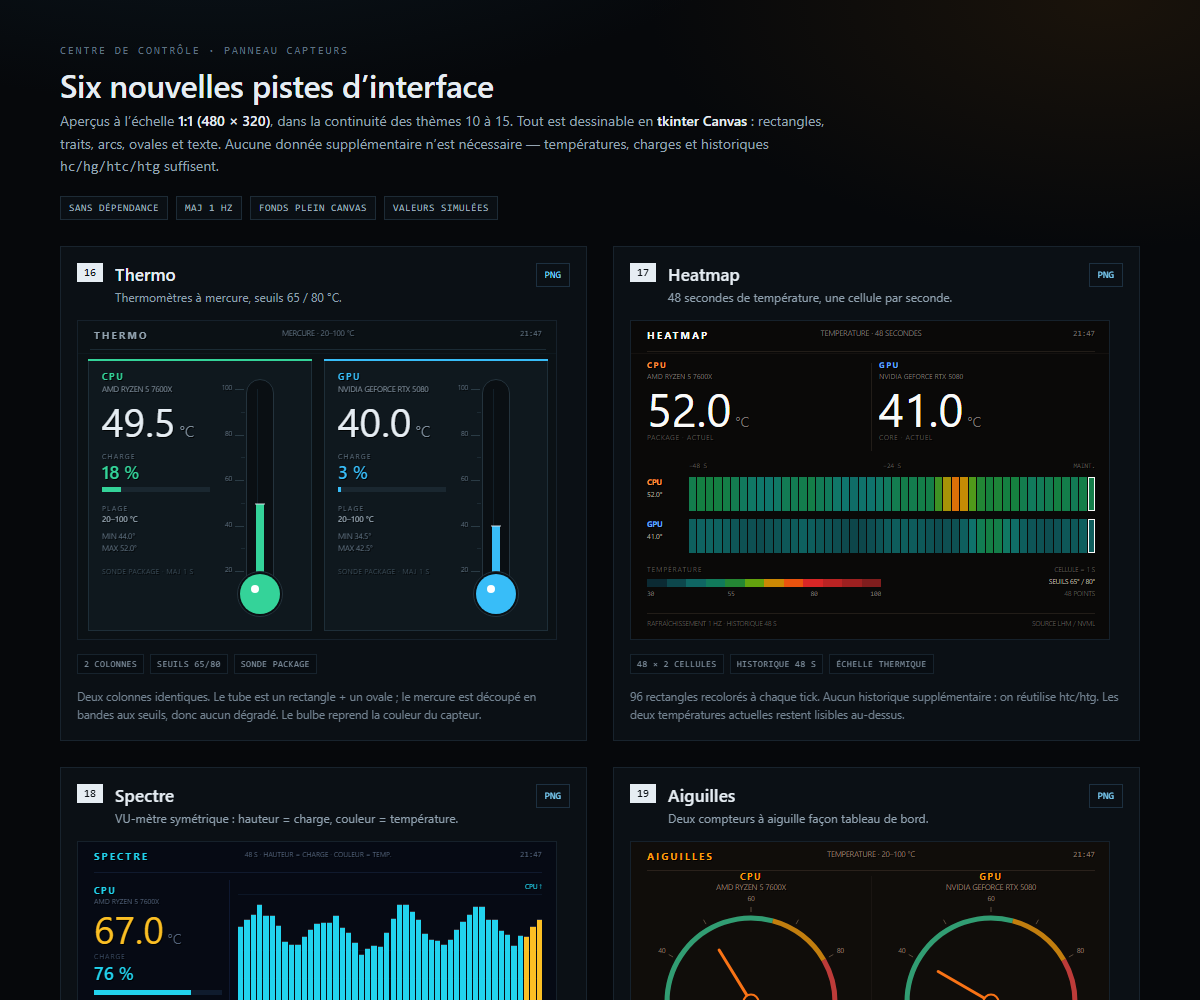 CENTRE DE CONTRÔLE · PANNEAU CAPTEURS
Six nouvelles pistes d’interface
Aperçus à l’échelle 1:1 (480 × 320), dans la continuité des thèmes 10 à 15. Tout est dessinable en tkinter Canvas : rectangles,
traits, arcs, ovales et texte. Aucune donnée supplémentaire n’est nécessaire — températures, charges et historiques
hc/hg/htc/htg suffisent.
SANS DÉPENDANCE
MAJ 1 HZ
FONDS PLEIN CANVAS
VALEURS SIMULÉES
16
Thermo
PNG
Thermomètres à mercure, seuils 65 / 80 °C.
THERMO
MERCURE · 20–100 °C
21:47
CPU
AMD RYZEN 5 7600X
49.5 °C
CHARGE
18 %
PLAGE
20–100 °C
MIN 44.0°
MAX 52.0°
SONDE PACKAGE · MAJ 1 S
100
80
60
40
20
GPU
NVIDIA GEFORCE RTX 5080
40.0 °C
CHARGE
3 %
PLAGE
20–100 °C
MIN 34.5°
MAX 42.5°
SONDE PACKAGE · MAJ 1 S
100
80
60
40
20
2 COLONNES
SEUILS 65/80
SONDE PACKAGE
Deux colonnes identiques. Le tube est un rectangle + un ovale ; le mercure est découpé en
bandes aux seuils, donc aucun dégradé. Le bulbe reprend la couleur du capteur.
17
Heatmap
PNG
48 secondes de température, une cellule par seconde.
HEATMAP
TEMPÉRATURE · 48 SECONDES
21:47
CPU
AMD RYZEN 5 7600X
52.0 °C
PACKAGE · ACTUEL
GPU
NVIDIA GEFORCE RTX 5080
41.0 °C
CORE · ACTUEL
−48 S
−24 S
MAINT.
CPU
52.0°
GPU
41.0°
TEMPÉRATURE
30
55
80
100
CELLULE = 1 S
SEUILS 65° / 80°
48 POINTS
RAFRAÎCHISSEMENT 1 HZ · HISTORIQUE 48 S
SOURCE LHM / NVML
48 × 2 CELLULES
HISTORIQUE 48 S
ÉCHELLE THERMIQUE
96 rectangles recolorés à chaque tick. Aucun historique supplémentaire : on réutilise htc/htg. Les
deux températures actuelles restent lisibles au-dessus.
18
Spectre
PNG
VU-mètre symétrique : hauteur = charge, couleur = température.
SPECTRE
48 S · HAUTEUR = CHARGE · COULEUR = TEMP.
21:47
CPU
AMD RYZEN 5 7600X
67.0 °C
CHARGE
76 %
CPU ↑
19
Aiguilles
PNG
Deux compteurs à aiguille façon tableau de bord.
AIGUILLES
TEMPÉRATURE · 20–100 °C
21:47
CPU
AMD RYZEN 5 7600X
60
40
80
GPU
NVIDIA GEFORCE RTX 5080
60
40
80